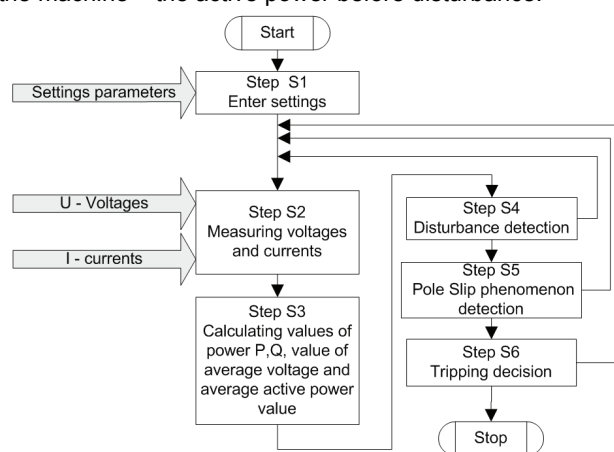 the machine – the active power before disturbance.
Start
Step S1
Enter settings
Settings parameters
U - Voltages
I - currents
Step S2
Measuring voltages
and currents
Step S3
Calculating values of
power P,Q, value of
average voltage and
average active power
value
Step S4
Disturbance detection
Step S5
Pole Slip phenomenon
detection
Step S6
Tripping decision
Stop